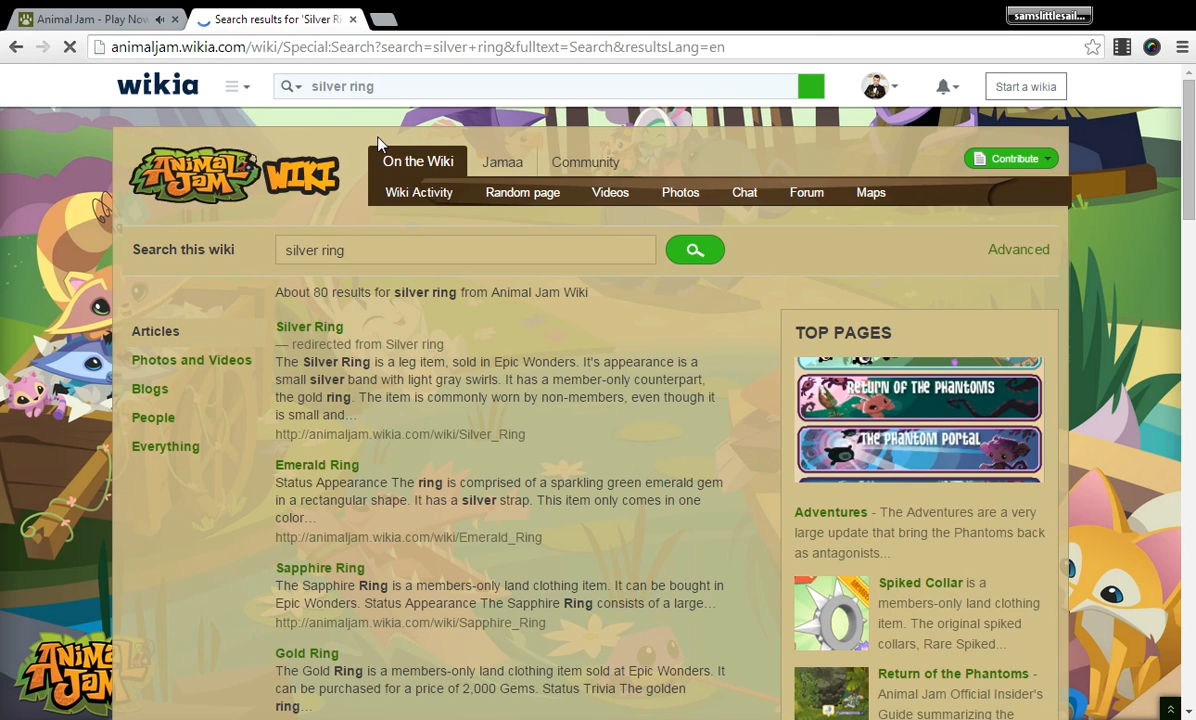 Animal Jam - Play Now
Search results for 'Silver Ri
samslittlesail...
animaljam.wikia.com/wiki/Special:Search?search=silver+ring&fulltext=Search&resultsLang=en
wikia
silver ring
Start a wikia
ANIMAL JAM WIKI
On the Wiki
Jamaa
Community
Contribute
Wiki Activity
Random page
Videos
Photos
Chat
Forum
Maps
Search this wiki
silver ring
Advanced
About 80 results for silver ring from Animal Jam Wiki
Articles
Photos and Videos
Blogs
People
Everything
Silver Ring
— redirected from Silver ring
The Silver Ring is a leg item, sold in Epic Wonders. It's appearance is a
small silver band with light gray swirls. It has a member-only counterpart,
the gold ring. The item is commonly worn by non-members, even though it
is small and...
http://animaljam.wikia.com/wiki/Silver_Ring
Emerald Ring
Status Appearance The ring is comprised of a sparkling green emerald gem
in a rectangular shape. It has a silver strap. This item only comes in one
color...
http://animaljam.wikia.com/wiki/Emerald_Ring
Sapphire Ring
The Sapphire Ring is a members-only land clothing item. It can be bought in
Epic Wonders. Status Appearance The Sapphire Ring consists of a large...
http://animaljam.wikia.com/wiki/Sapphire_Ring
Gold Ring
The Gold Ring is a members-only land clothing item sold at Epic Wonders. It
can be purchased for a price of 2,000 Gems. Status Trivia The golden
ring...
TOP PAGES
RETURN OF THE PHANTOMS
THE PHANTOM PORTAL
Adventures - The Adventures are a very
large update that bring the Phantoms back
as antagonists...
Spiked Collar is a
members-only land clothing
item. The original spiked
collars, Rare Spiked...
Return of the Phantoms -
Animal Jam Official Insider's
Guide summarizing the
ANIMAL
JAM